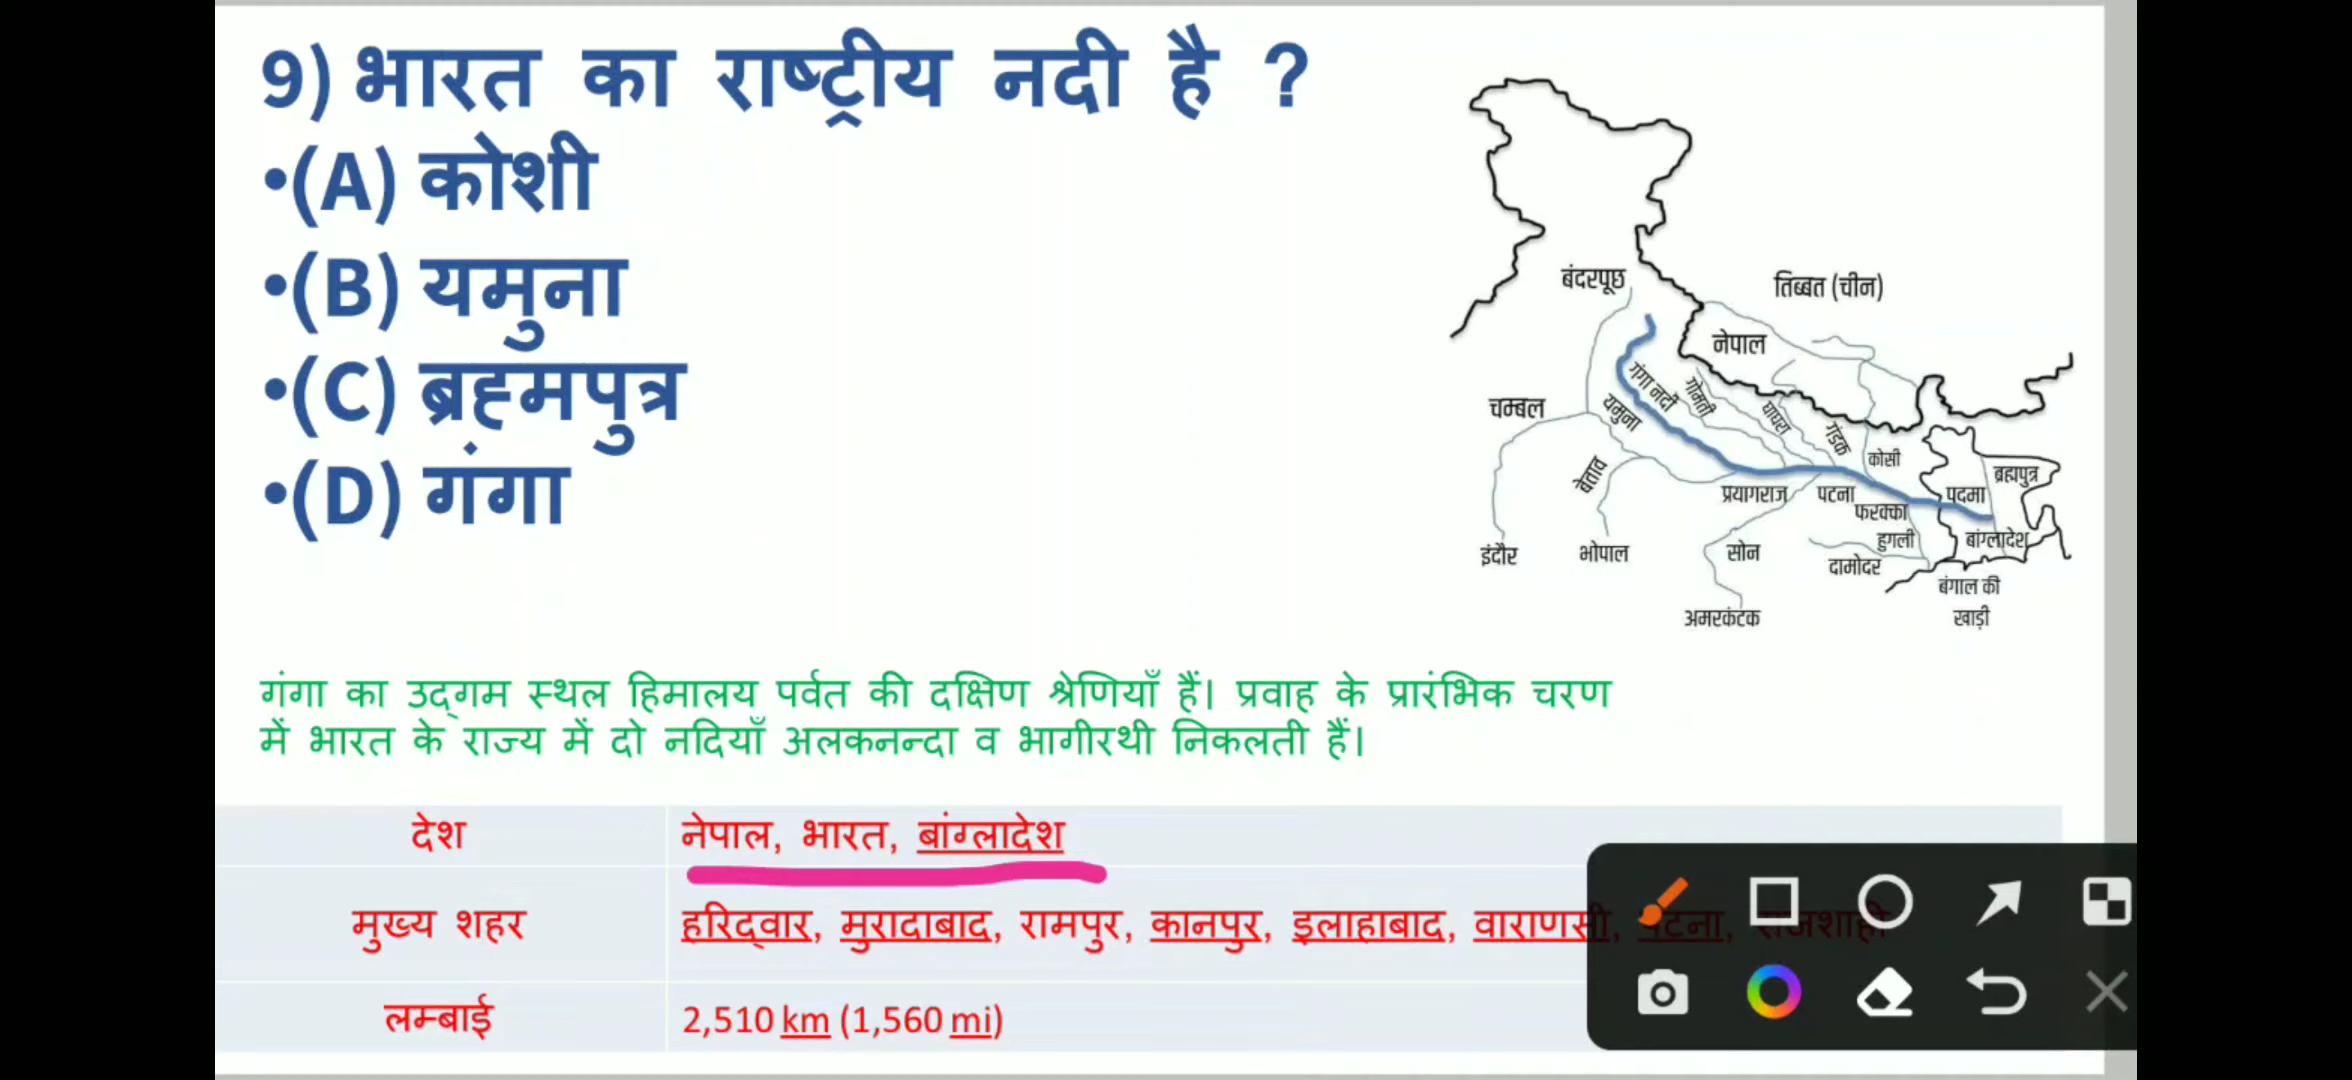 9) भारत का राष्ट्रीय नदी है ?
•(A) कोशी
•(B) यमुना
•(C) ब्रह्मपुत्र
•(D) गंगा
बंदरपूछ
तिब्बत (चीन)
नेपाल
गंगा नदी
गोमती
चम्बल
यमुना
घाघरा
गंडक
कोसी
बेताव
ब्रह्मपुत्र
प्रयागराज
पटना
पदमा
फरक्का
हुगली
बांग्लादेश
इंदौर
भोपाल
सोन
दामोदर
बंगाल की
खाड़ी
अमरकंटक
गंगा का उद्गम स्थल हिमालय पर्वत की दक्षिण श्रेणियाँ हैं। प्रवाह के प्रारंभिक चरण
में भारत के राज्य में दो नदियाँ अलकनन्दा व भागीरथी निकलती हैं।
देश नेपाल, भारत, बांग्लादेश
मुख्य शहर हरिद्वार, मुरादाबाद, रामपुर, कानपुर, इलाहाबाद, वाराणसी, पटना, राजशाही
लम्बाई 2,510 km (1,560 mi)